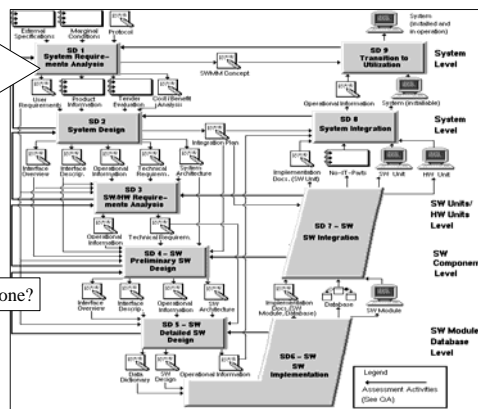 External
Specifications
Marginal
Conditions
Protocol
System
(installed and
in operation)
SD 1
System Require-
ments Analysis
SD 9
Transition to
Utilization
System
Level
SWMM Concept
User
Requirements
Product
Information
Tender
Evaluation
Cost/Benefit
Analysis
Operational
Information
System (installable)
SD 2
System Design
SD 8
System Integration
System
Level
Integration Plan
Interface
Overview
Interface
Descrip.
Operational
Information
Technical
Requirem.
System
Architecture
Implementation
Docs. (SW Unit)
No-IT-Parts
SW Unit
HW Unit
SD 3
SW/HW Require-
ments Analysis
SW Units/
HW Units
Level
SD 7 - SW
SW Integration
Operational
Information
Technical Requirem.
SD 4 - SW
Preliminary SW
Design
SW
Component
Level
one?
Interface
Overview
Interface
Descrip.
Operational
Information
SW
Architecture
Implementation
Docs. (SW
Module, Database)
Database
SW Module
SD 5 - SW
Detailed SW
Design
SW Module
Database
Level
SD6 - SW
SW
Implementation
Data
Dictionary
SW
Design
Operational Information
Legend
Assessment Activities
(See QA)